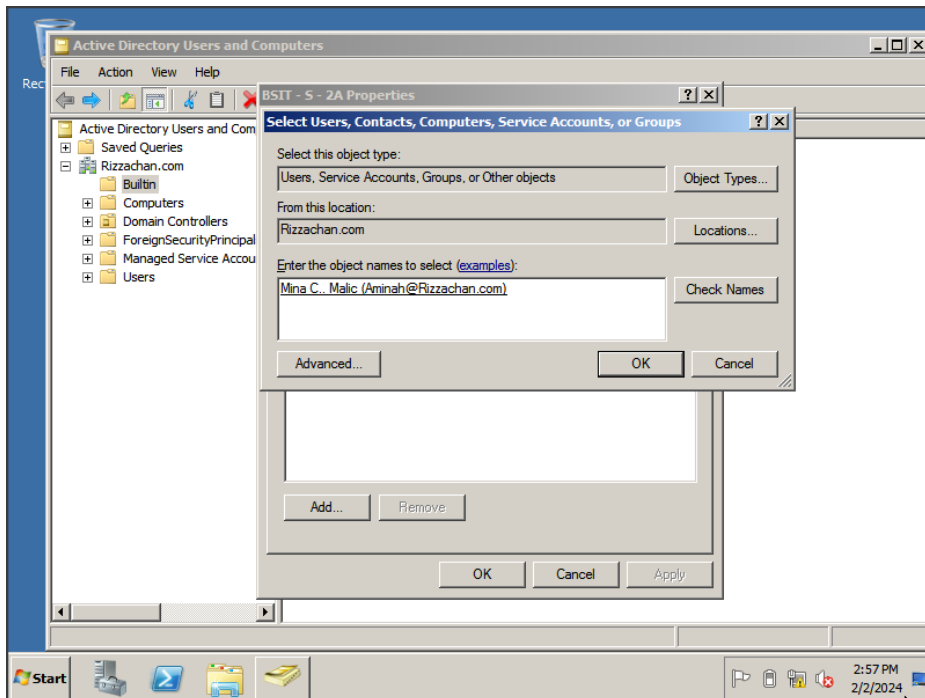 Rec
Active Directory Users and Computers
File Action View Help
BSIT - S - 2A Properties
Select Users, Contacts, Computers, Service Accounts, or Groups
Active Directory Users and Com
Saved Queries
Rizzachan.com
Builtin
Computers
Domain Controllers
ForeignSecurityPrincipal
Managed Service Accou
Users
Select this object type:
Users, Service Accounts, Groups, or Other objects
Object Types...
From this location:
Rizzachan.com
Locations...
Enter the object names to select (examples):
Mina C.. Malic (Aminah@Rizzachan.com)
Check Names
Advanced...
OK
Cancel
Add...
Remove
OK
Cancel
Apply
Start
2:57 PM
2/2/2024